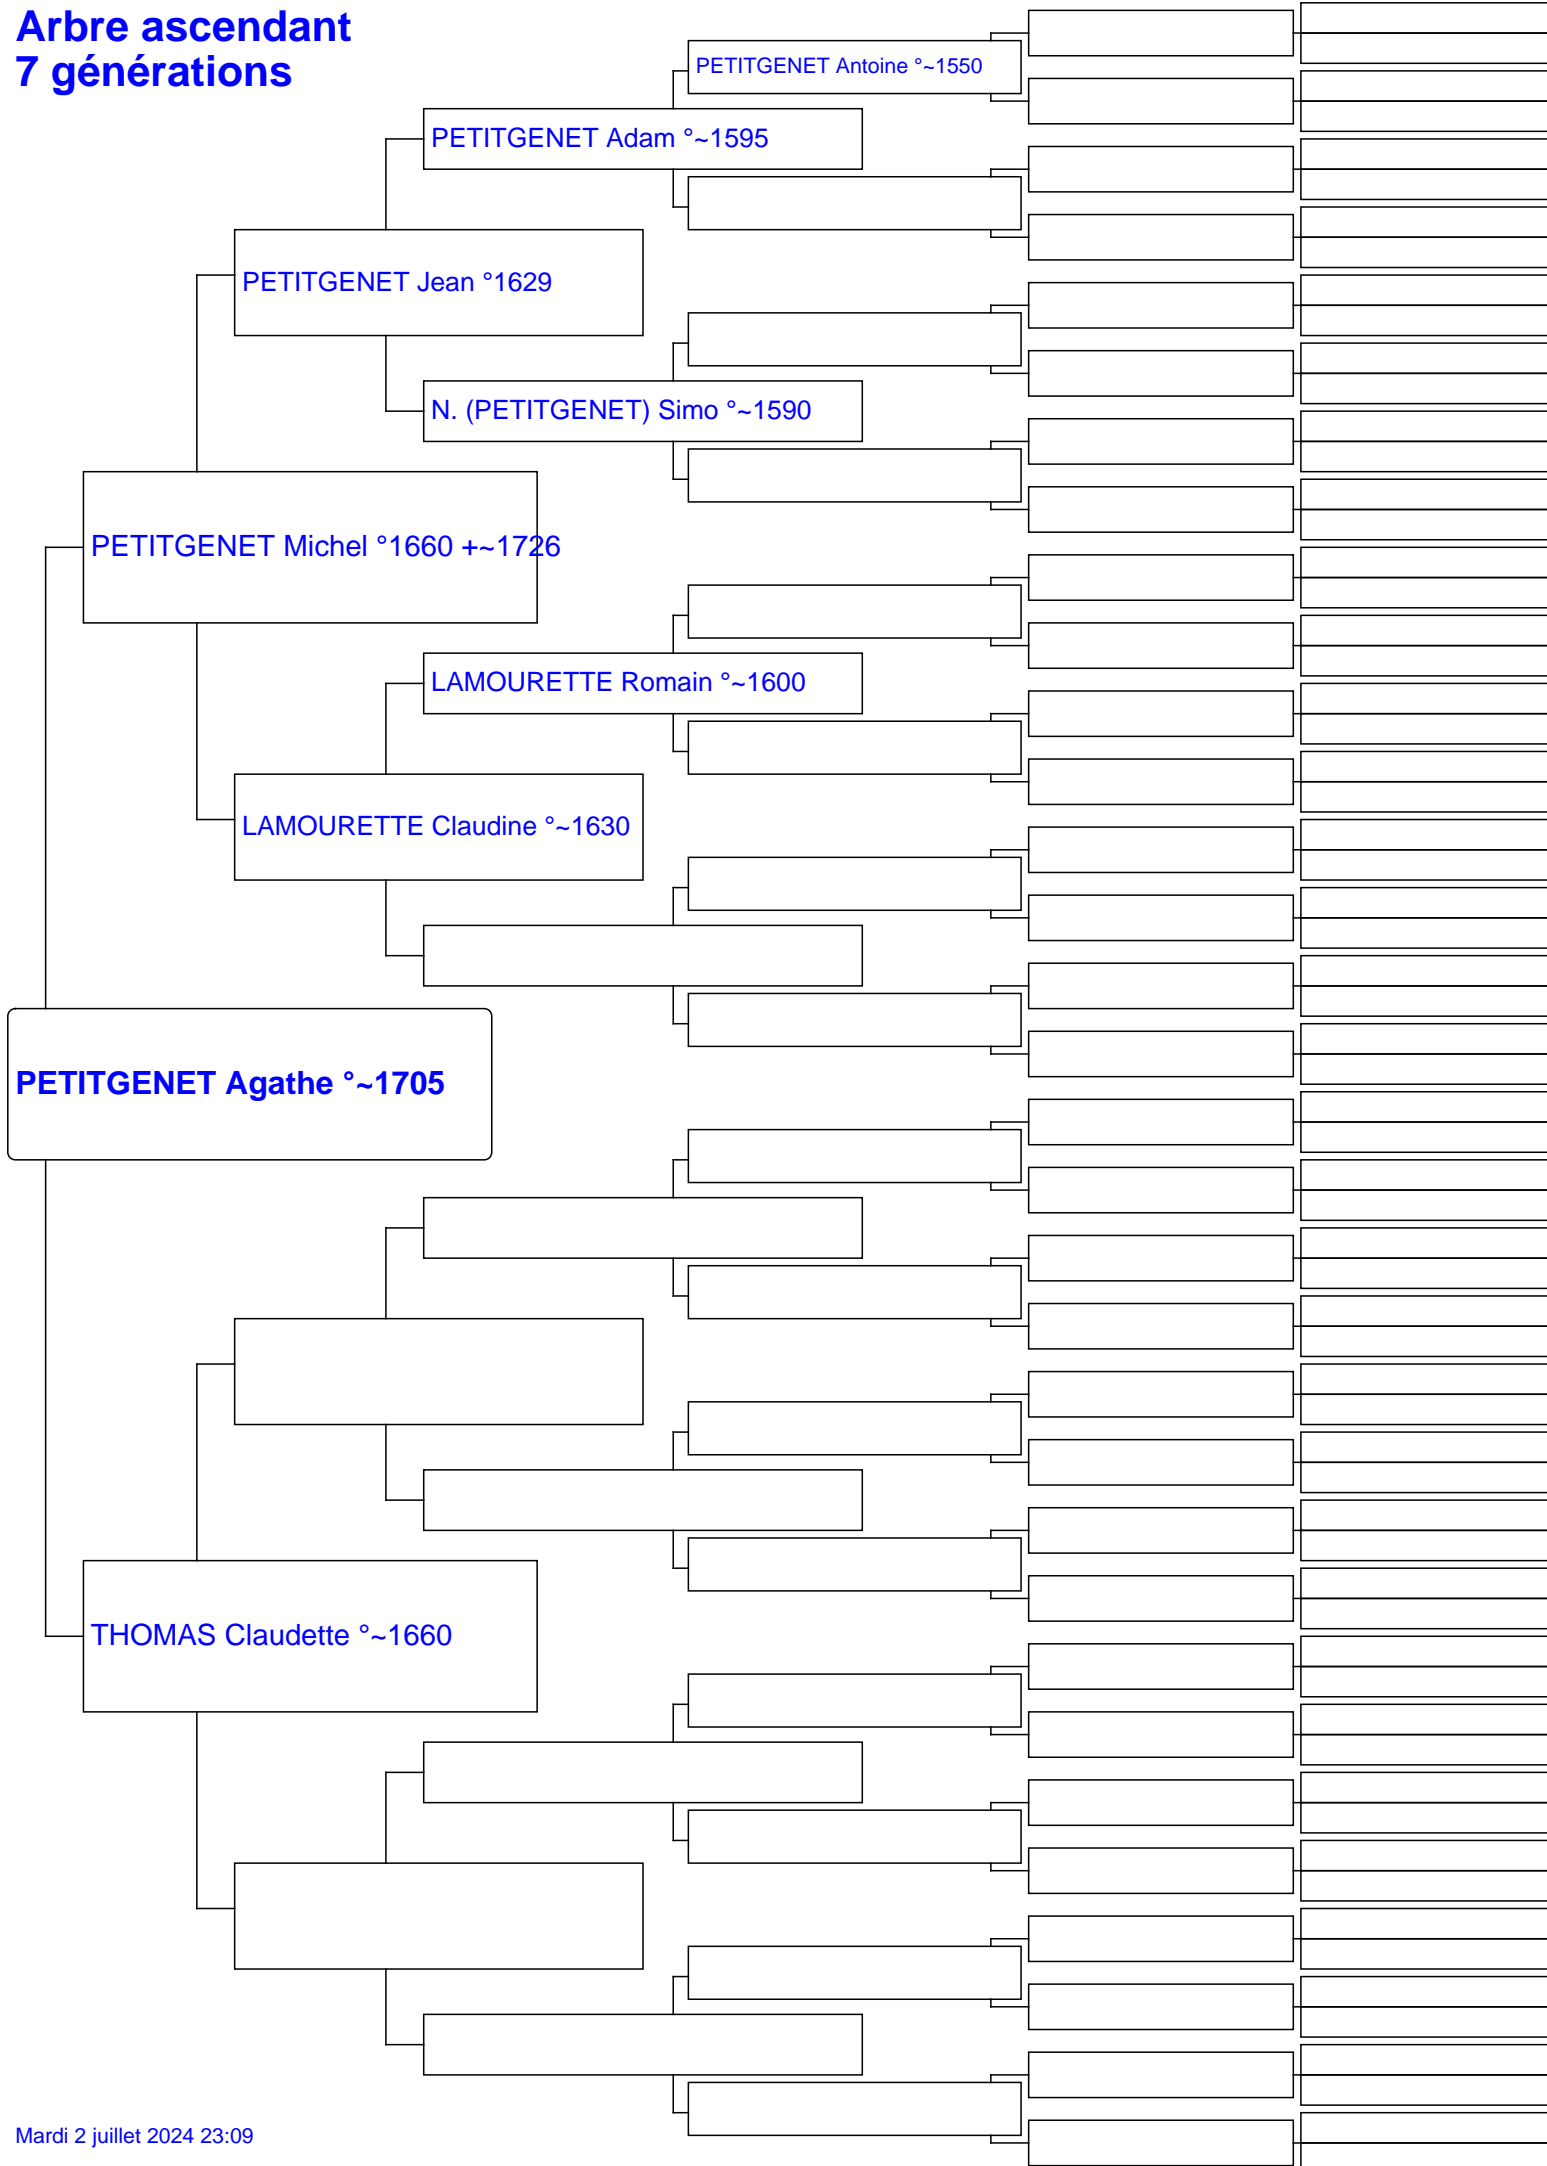 Arbre ascendant
7 générations
PETITGENET Antoine °~1550
PETITGENET Adam °~1595
PETITGENET Jean °1629
N. (PETITGENET) Simo °~1590
PETITGENET Michel °1660 +~1726
LAMOURETTE Romain °~1600
LAMOURETTE Claudine °~1630
PETITGENET Agathe °~1705
THOMAS Claudette °~1660
Mardi 2 juillet 2024 23:09